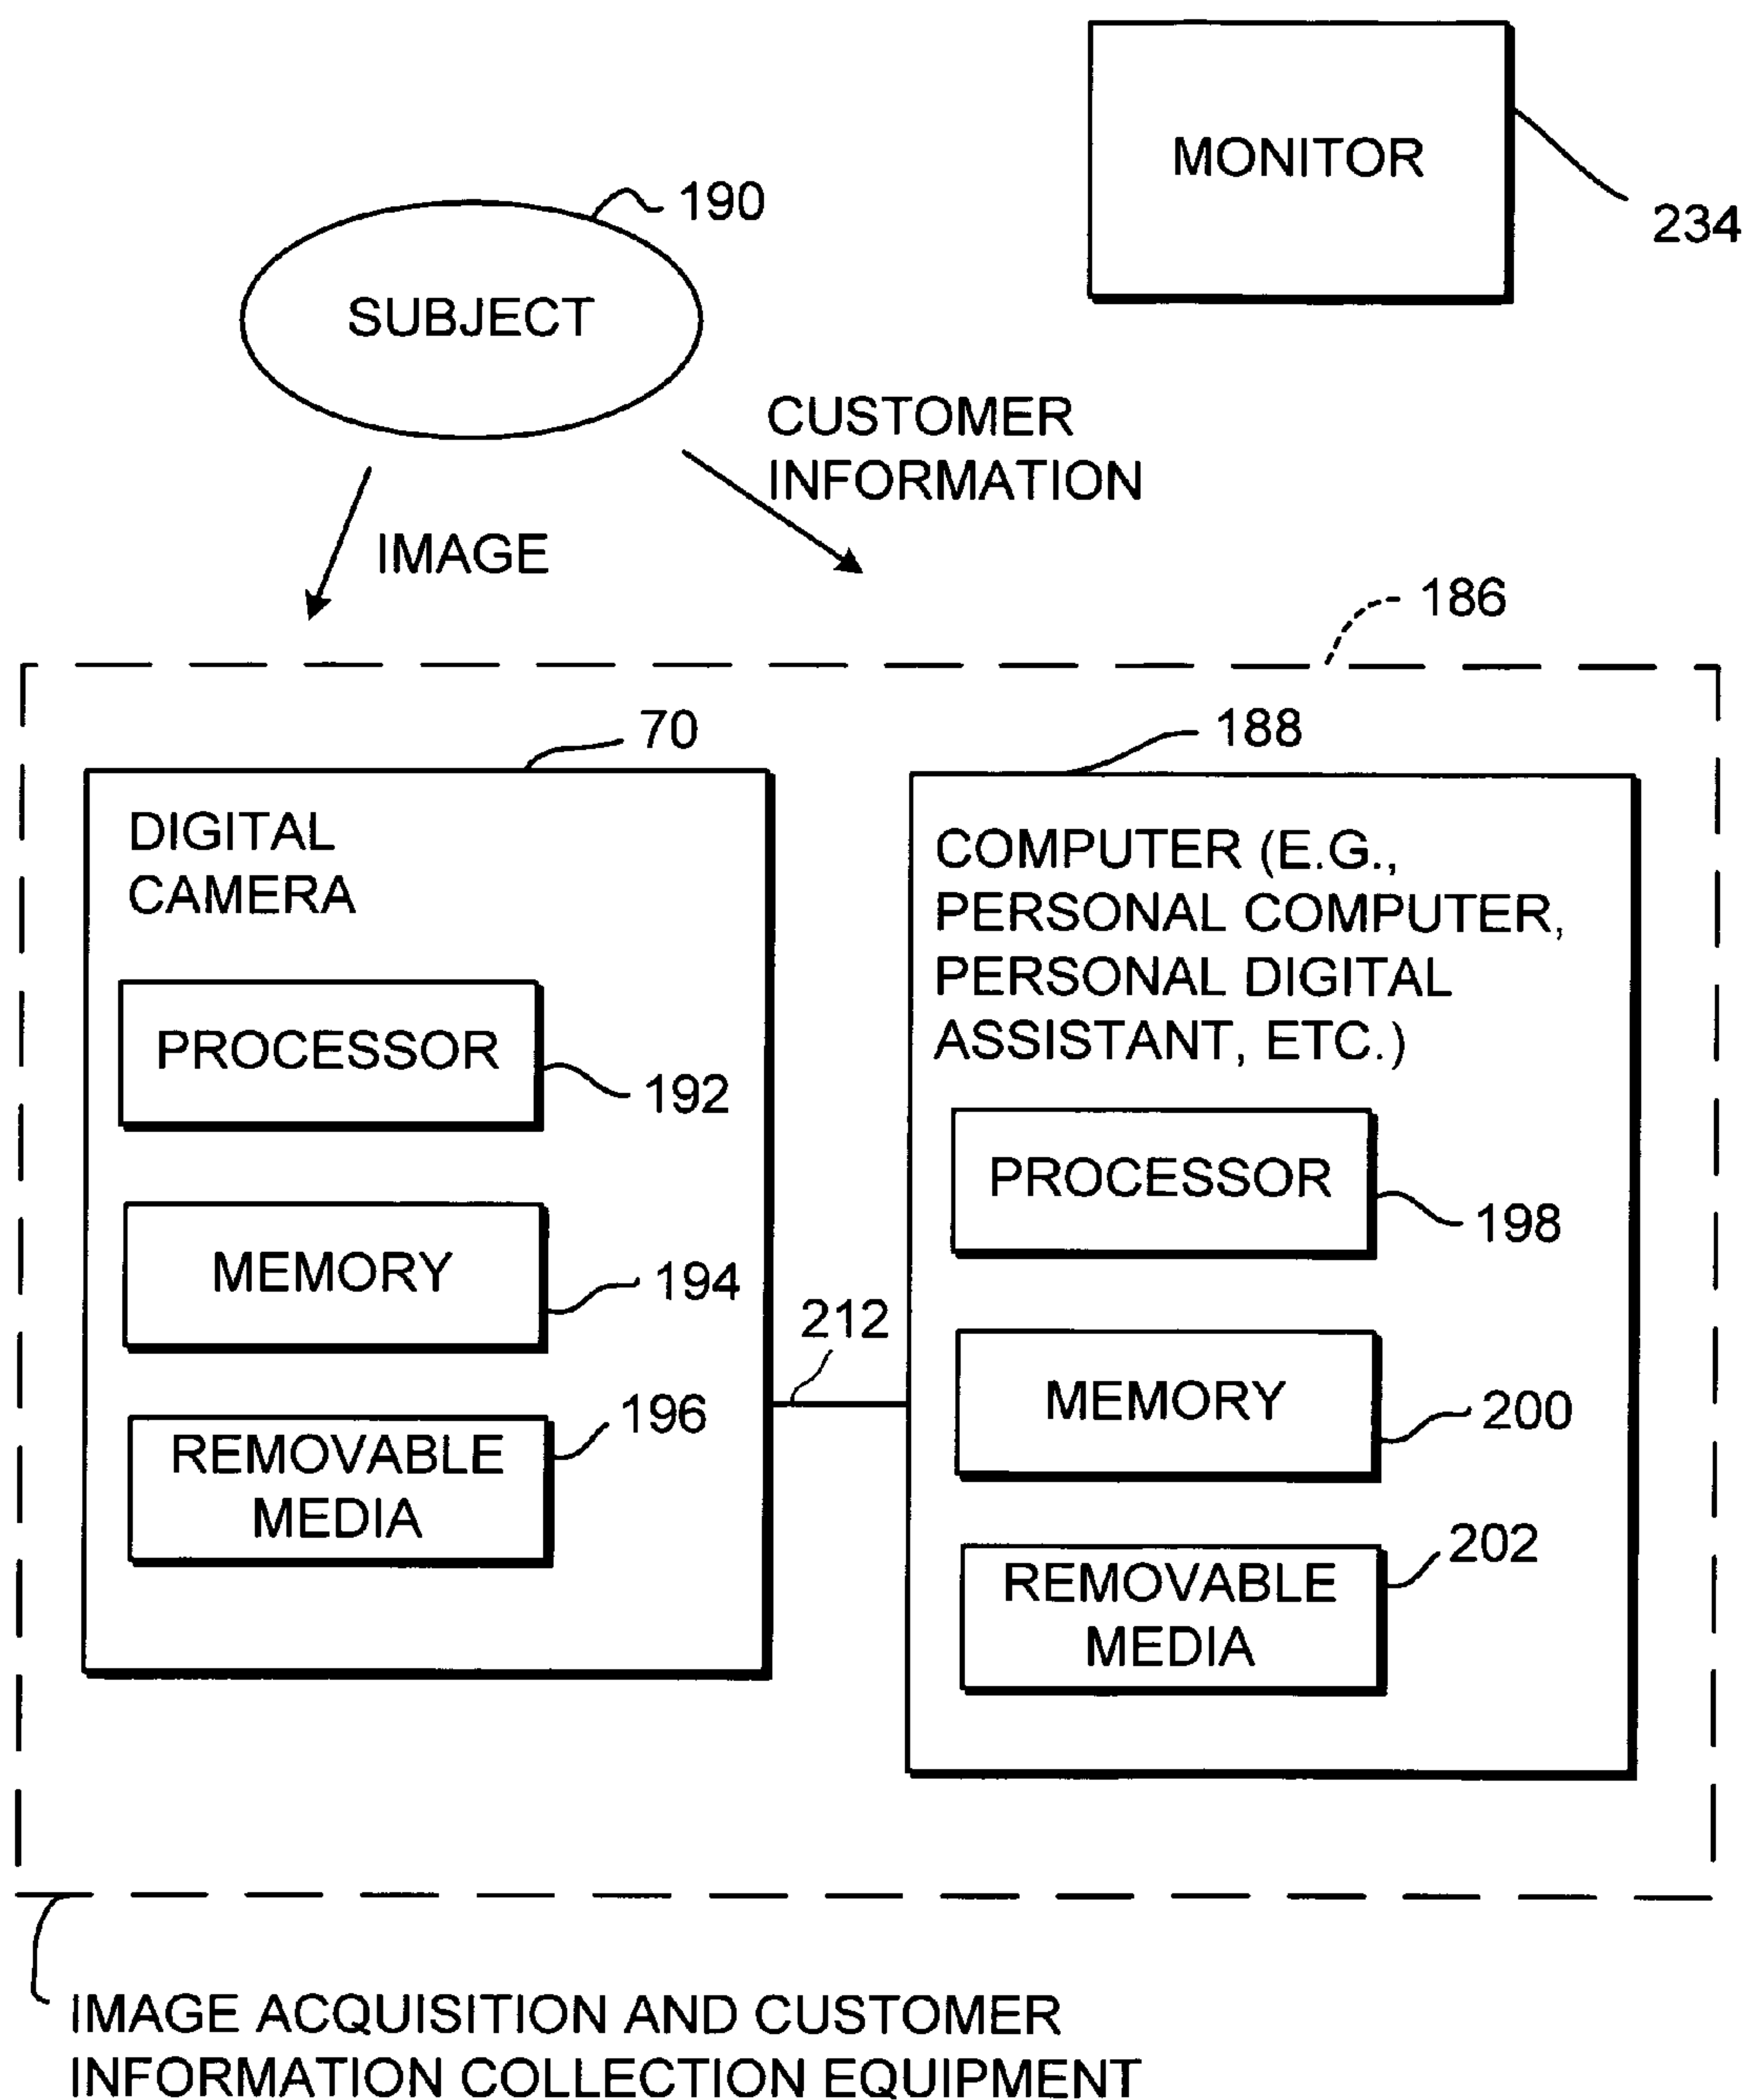 MONITOR
234
190
SUBJECT
CUSTOMER
INFORMATION
IMAGE
186
70
188
DIGITAL
CAMERA
PROCESSOR
192
MEMORY
194
REMOVABLE
MEDIA
196
212
COMPUTER (E.G.,
PERSONAL COMPUTER,
PERSONAL DIGITAL
ASSISTANT, ETC.)
PROCESSOR
198
MEMORY
200
REMOVABLE
MEDIA
202
IMAGE ACQUISITION AND CUSTOMER
INFORMATION COLLECTION EQUIPMENT